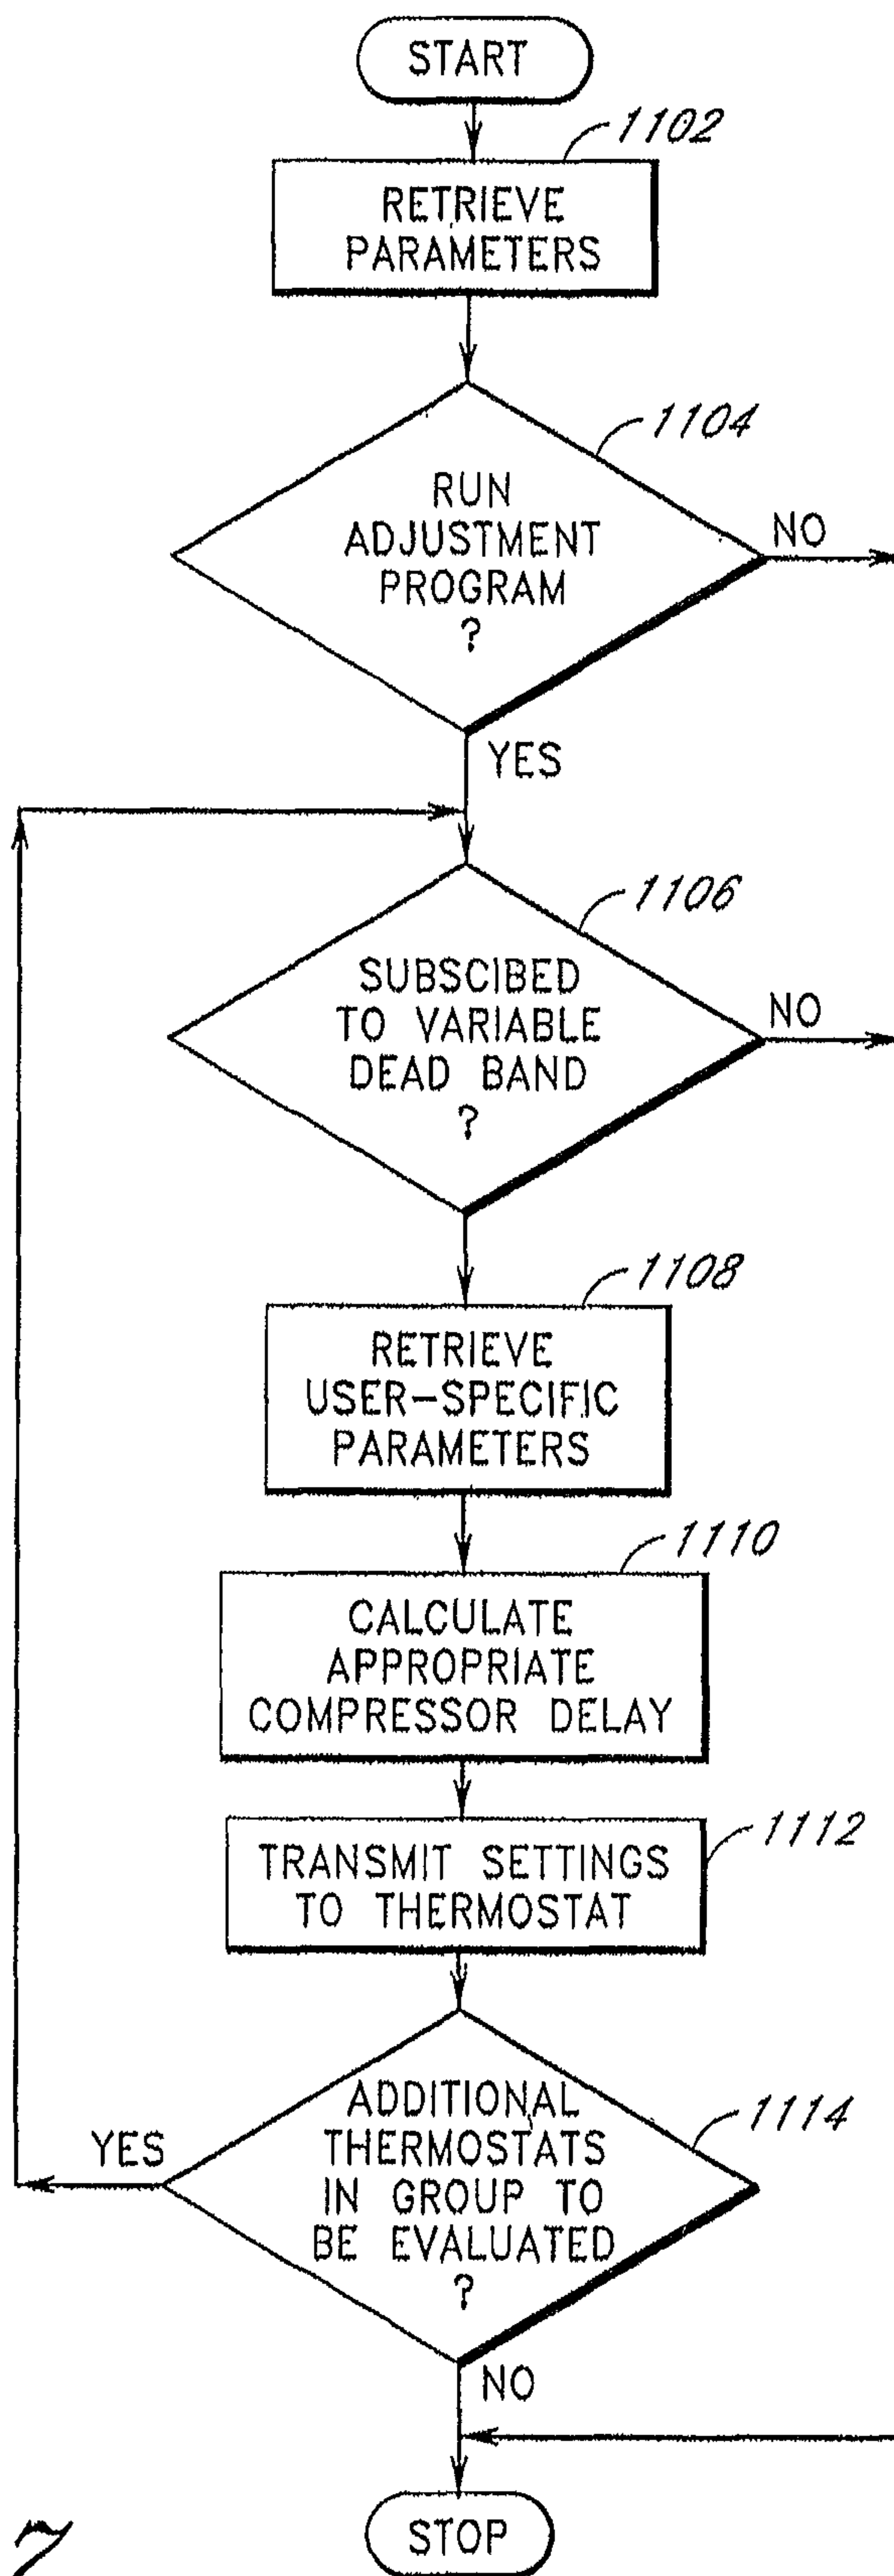 START
1102
RETRIEVE
PARAMETERS
1104
RUN
ADJUSTMENT
PROGRAM
?
NO
YES
1106
SUBSCIBED
TO VARIABLE
DEAD BAND
?
NO
1108
RETRIEVE
USER-SPECIFIC
PARAMETERS
1110
CALCULATE
APPROPRIATE
COMPRESSOR DELAY
1112
TRANSMIT SETTINGS
TO THERMOSTAT
1114
ADDITIONAL
THERMOSTATS
IN GROUP TO
BE EVALUATED
?
YES
NO
STOP
7